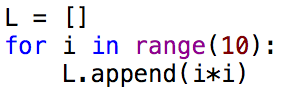 L = []
for i in range(10):
    L.append(i*i)